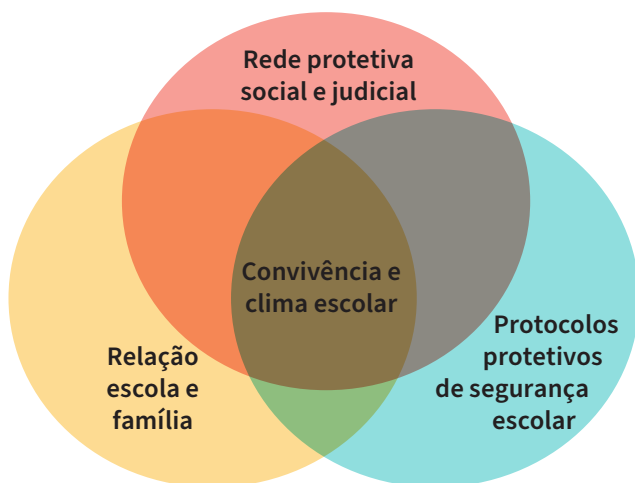 Rede protetiva
social e judicial
Convivência e
clima escolar
Relação
escola e
família
Protocolos
protetivos
de segurança
escolar